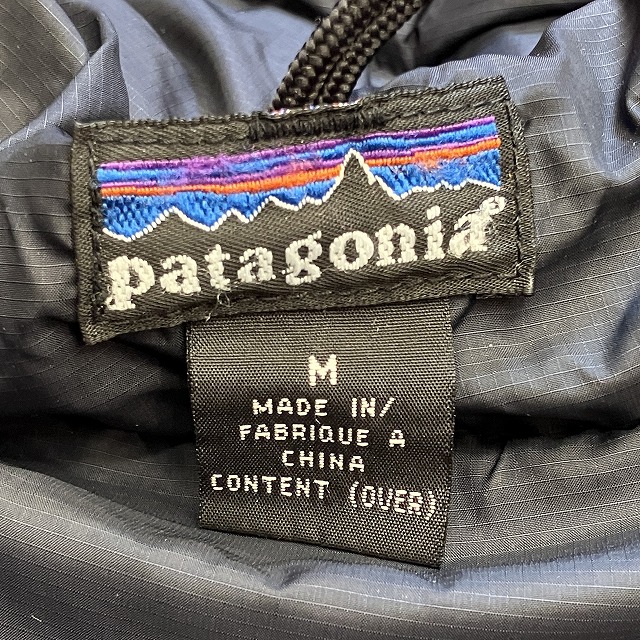 patagonia®
M
MADE IN/
FABRIQUE A
CHINA
CONTENT (OVER)